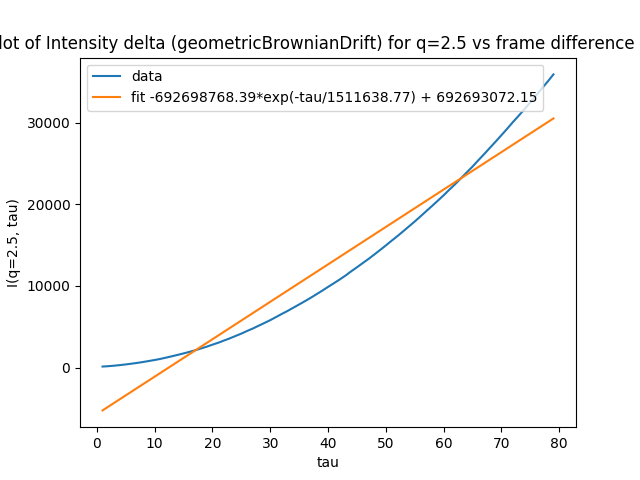 lot of Intensity delta (geometricBrownianDrift) for q=2.5 vs frame difference
data
fit -692698768.39*exp(-tau/1511638.77) + 692693072.15
I(q=2.5, tau)
30000
20000
10000
0
0 10 20 30 40 50 60 70 80
tau